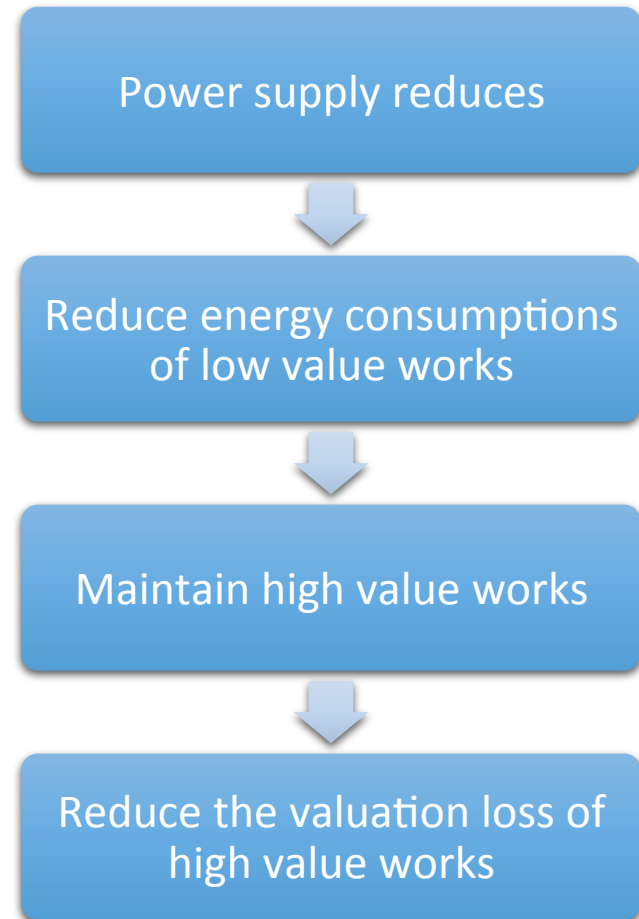 Power supply reduces
Reduce energy consumptions
of low value works
Maintain high value works
Reduce the valuation loss of
high value works